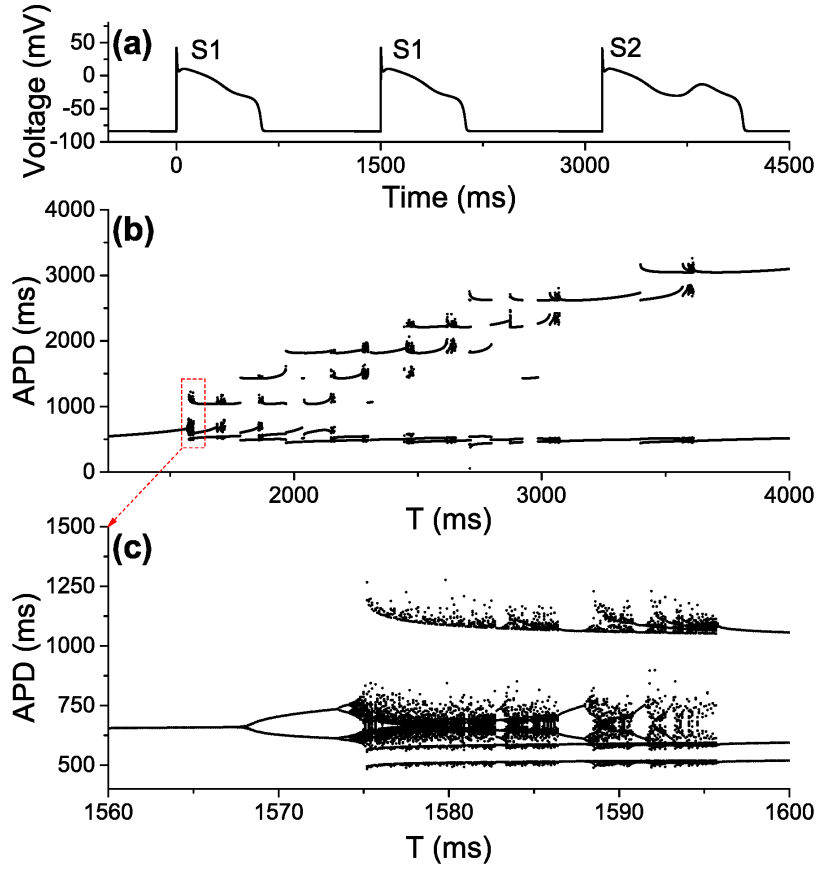 (a)
S1
S1
S2
Voltage (mV)
50
0
-50
-100
0
1500
3000
4500
Time (ms)
(b)
APD (ms)
4000
3000
2000
1000
0
2000
3000
4000
T (ms)
(c)
APD (ms)
1500
1250
1000
750
500
1560
1570
1580
1590
1600
T (ms)